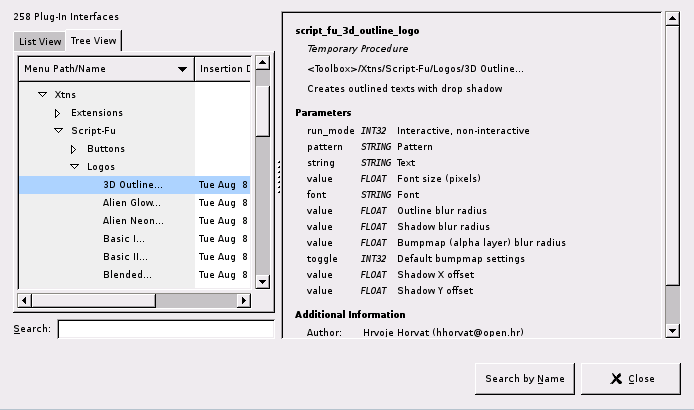 258 Plug-In Interfaces
List View
Tree View
Menu Path/Name
Insertion D
Xtns
Extensions
Script-Fu
Buttons
Logos
3D Outline... Tue Aug 8
Alien Glow... Tue Aug 8
Alien Neon... Tue Aug 8
Basic I... Tue Aug 8
Basic II... Tue Aug 8
Blended... Tue Aug 8
Search:
script_fu_3d_outline_logo
Temporary Procedure
<Toolbox>/Xtns/Script-Fu/Logos/3D Outline...
Creates outlined texts with drop shadow
Parameters
run_mode INT32 Interactive, non-interactive
pattern STRING Pattern
string STRING Text
value FLOAT Font size (pixels)
font STRING Font
value FLOAT Outline blur radius
value FLOAT Shadow blur radius
value FLOAT Bumpmap (alpha layer) blur radius
toggle INT32 Default bumpmap settings
value FLOAT Shadow X offset
value FLOAT Shadow Y offset
Additional Information
Author: Hrvoje Horvat (hhorvat@open.hr)
Search by Name
Close